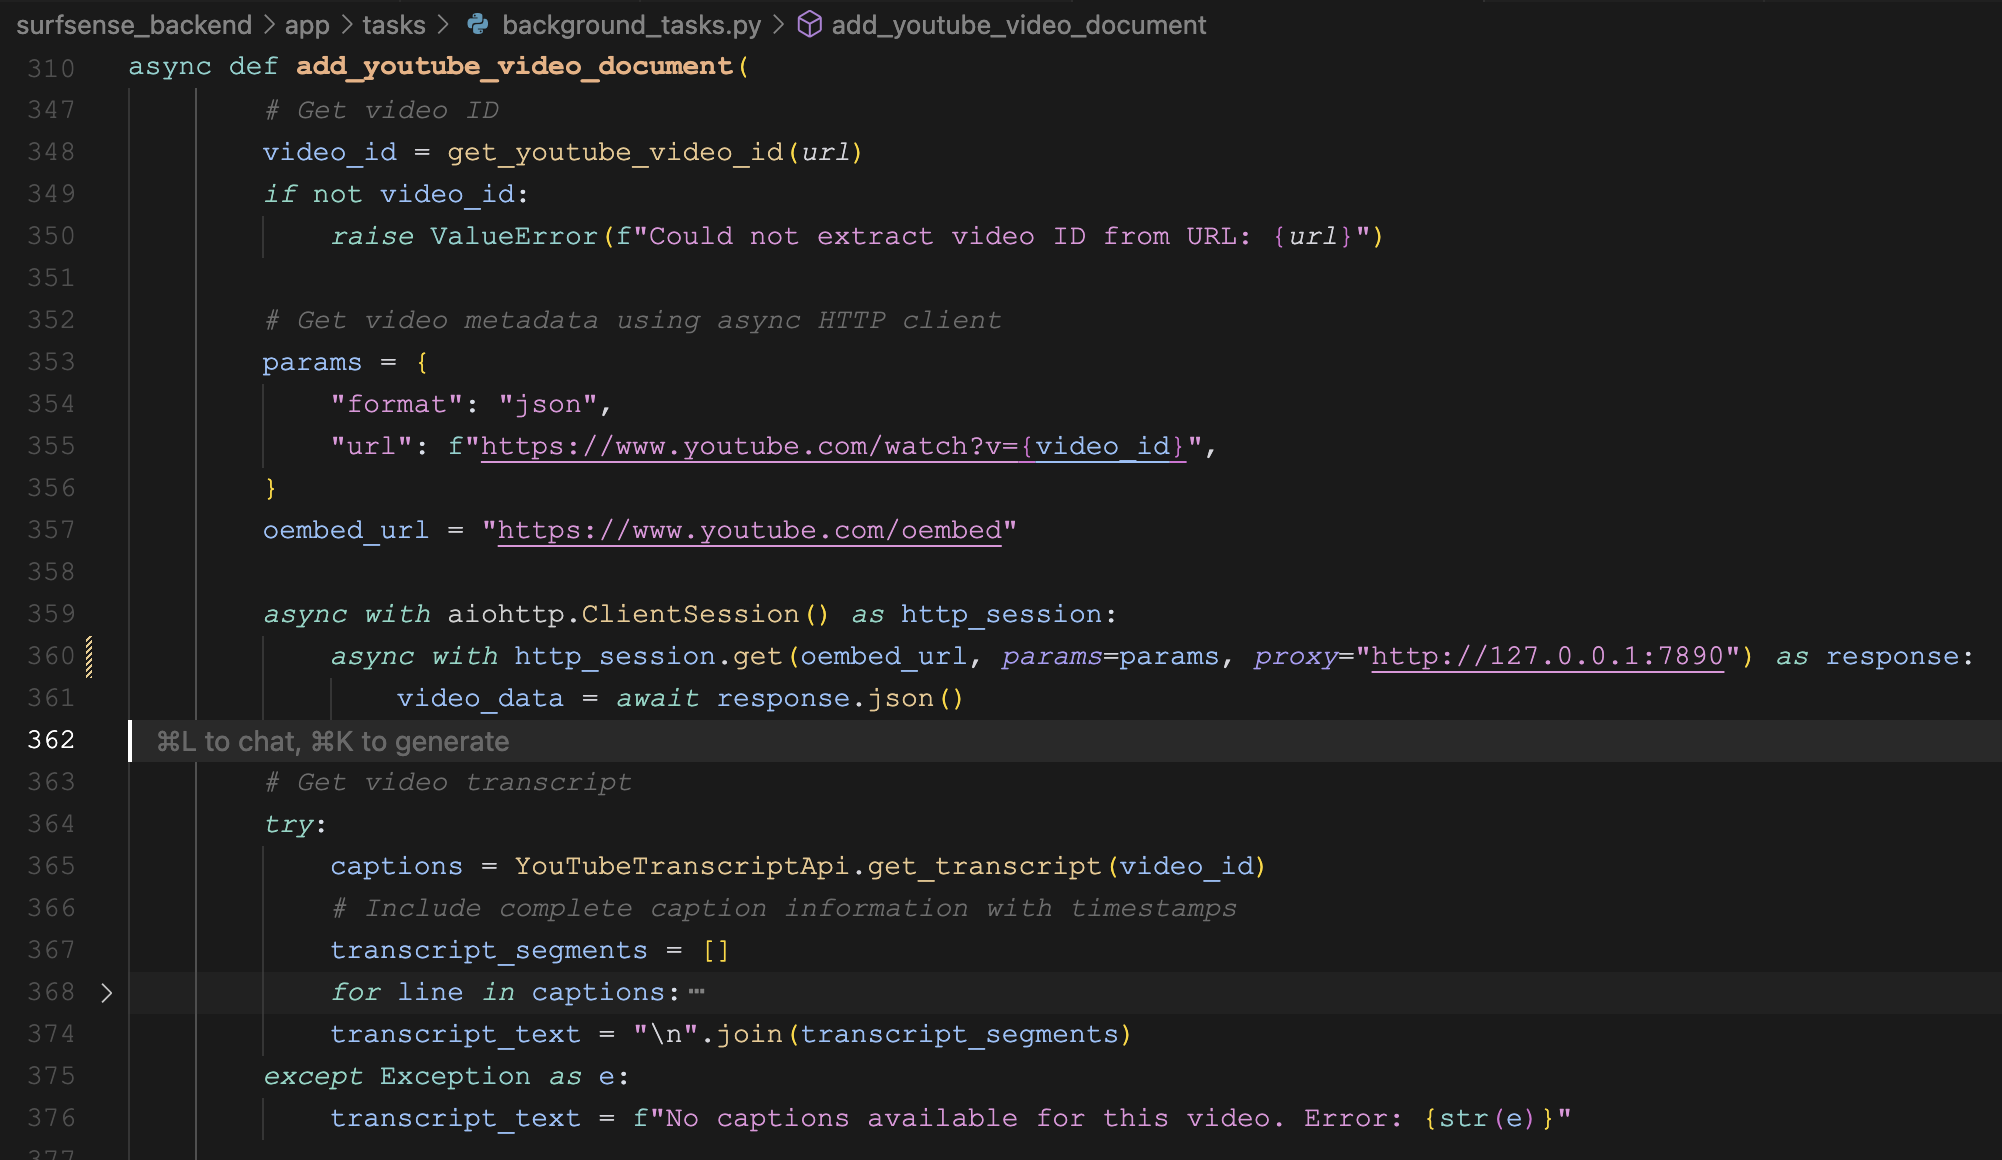 surfsense_backend > app > tasks > background_tasks.py > add_youtube_video_document
310 async def add_youtube_video_document(
347 # Get video ID
348 video_id = get_youtube_video_id(url)
349 if not video_id:
350 raise ValueError(f"Could not extract video ID from URL: {url}")
351
352 # Get video metadata using async HTTP client
353 params = {
354 "format": "json",
355 "url": f"https://www.youtube.com/watch?v={video_id}",
356 }
357 oembed_url = "https://www.youtube.com/oembed"
358
359 async with aiohttp.ClientSession() as http_session:
360 async with http_session.get(oembed_url, params=params, proxy="http://127.0.0.1:7890") as response:
361 video_data = await response.json()
362 ⌘L to chat, ⌘K to generate
363 # Get video transcript
364 try:
365 captions = YouTubeTranscriptApi.get_transcript(video_id)
366 # Include complete caption information with timestamps
367 transcript_segments = []
368 > for line in captions:⋯
374 transcript_text = "\n".join(transcript_segments)
375 except Exception as e:
376 transcript_text = f"No captions available for this video. Error: {str(e)}"
377